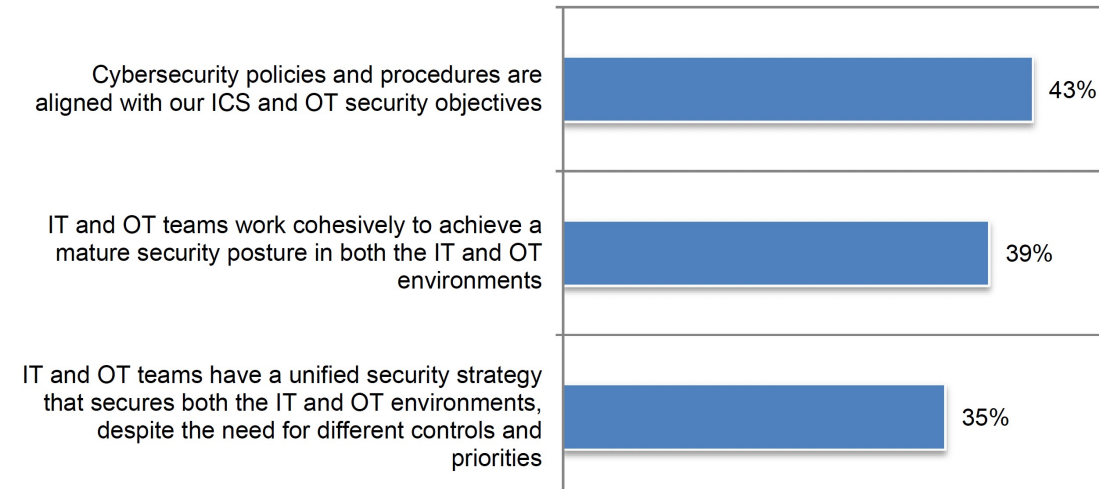 Cybersecurity policies and procedures are
aligned with our ICS and OT security objectives
43%
IT and OT teams work cohesively to achieve a
mature security posture in both the IT and OT
environments
39%
IT and OT teams have a unified security strategy
that secures both the IT and OT environments,
despite the need for different controls and
priorities
35%